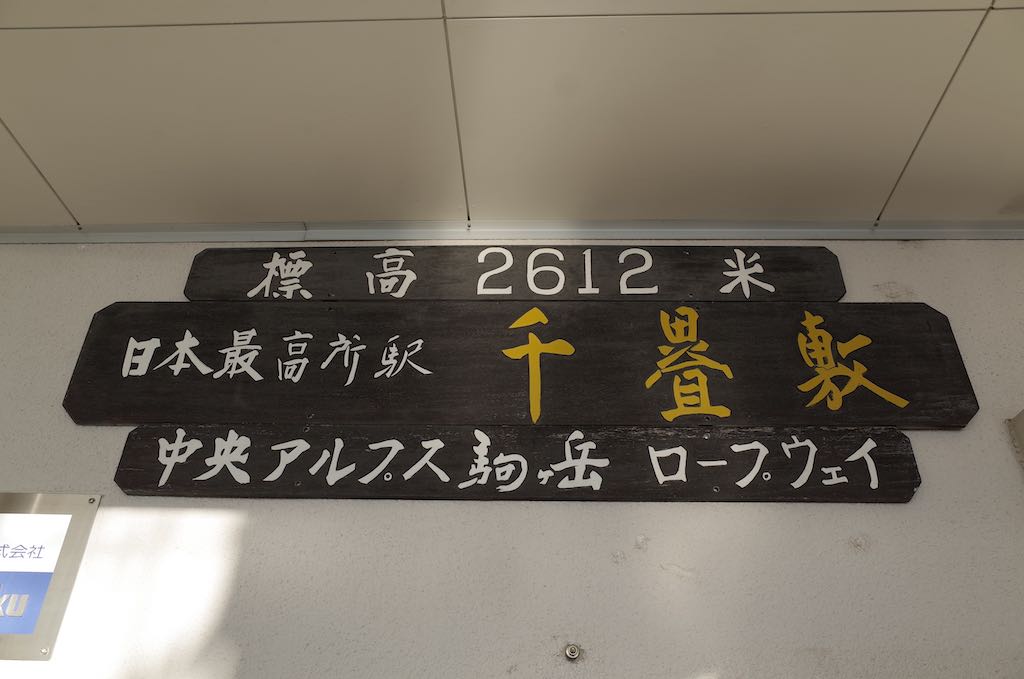 標高 2612 米
日本最高所駅 千畳敷
中央アルプス駒ヶ岳 ロープウェイ
式会社
ku